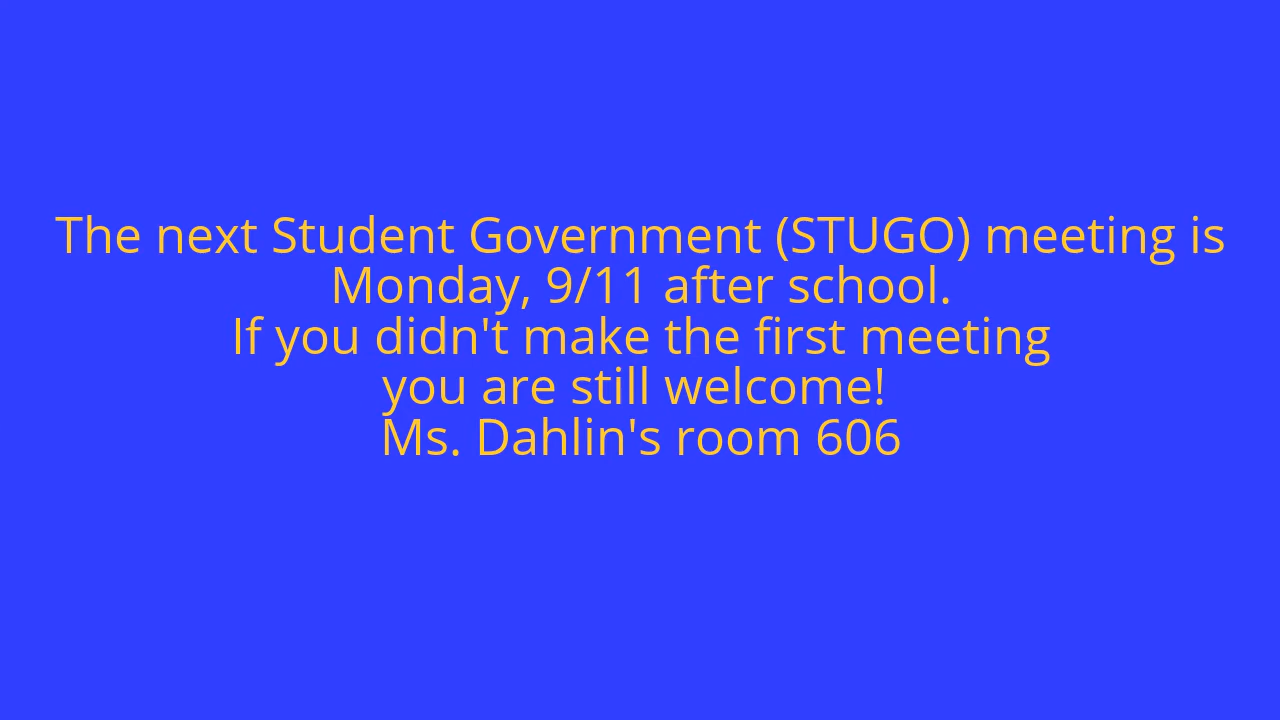 The next Student Government (STUGO) meeting is
Monday, 9/11 after school.
If you didn't make the first meeting
you are still welcome!
Ms. Dahlin's room 606